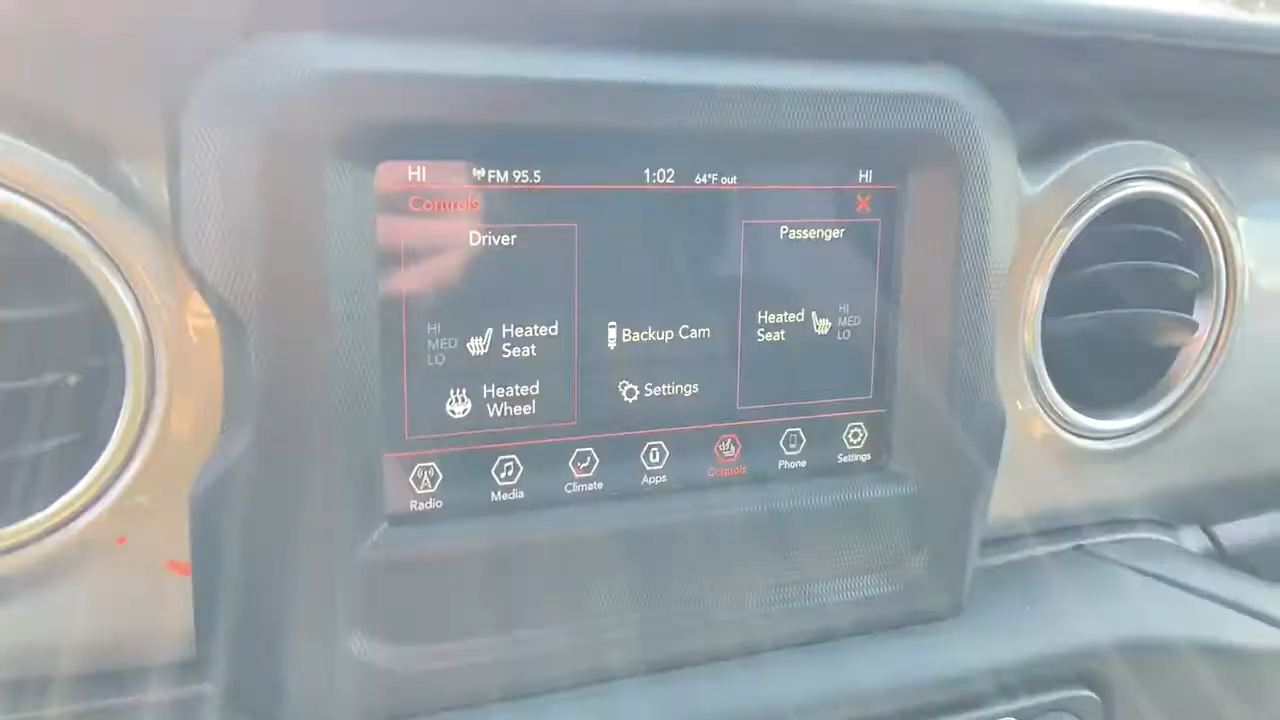 HI FM 95.5 1:02 64°F out HI
Controls X
Driver
HI
MED
LO
Heated
Seat
Heated
Wheel
Backup Cam
Settings
Passenger
Heated
Seat
HI
MED
LO
Radio Media Climate Apps Controls Phone Settings